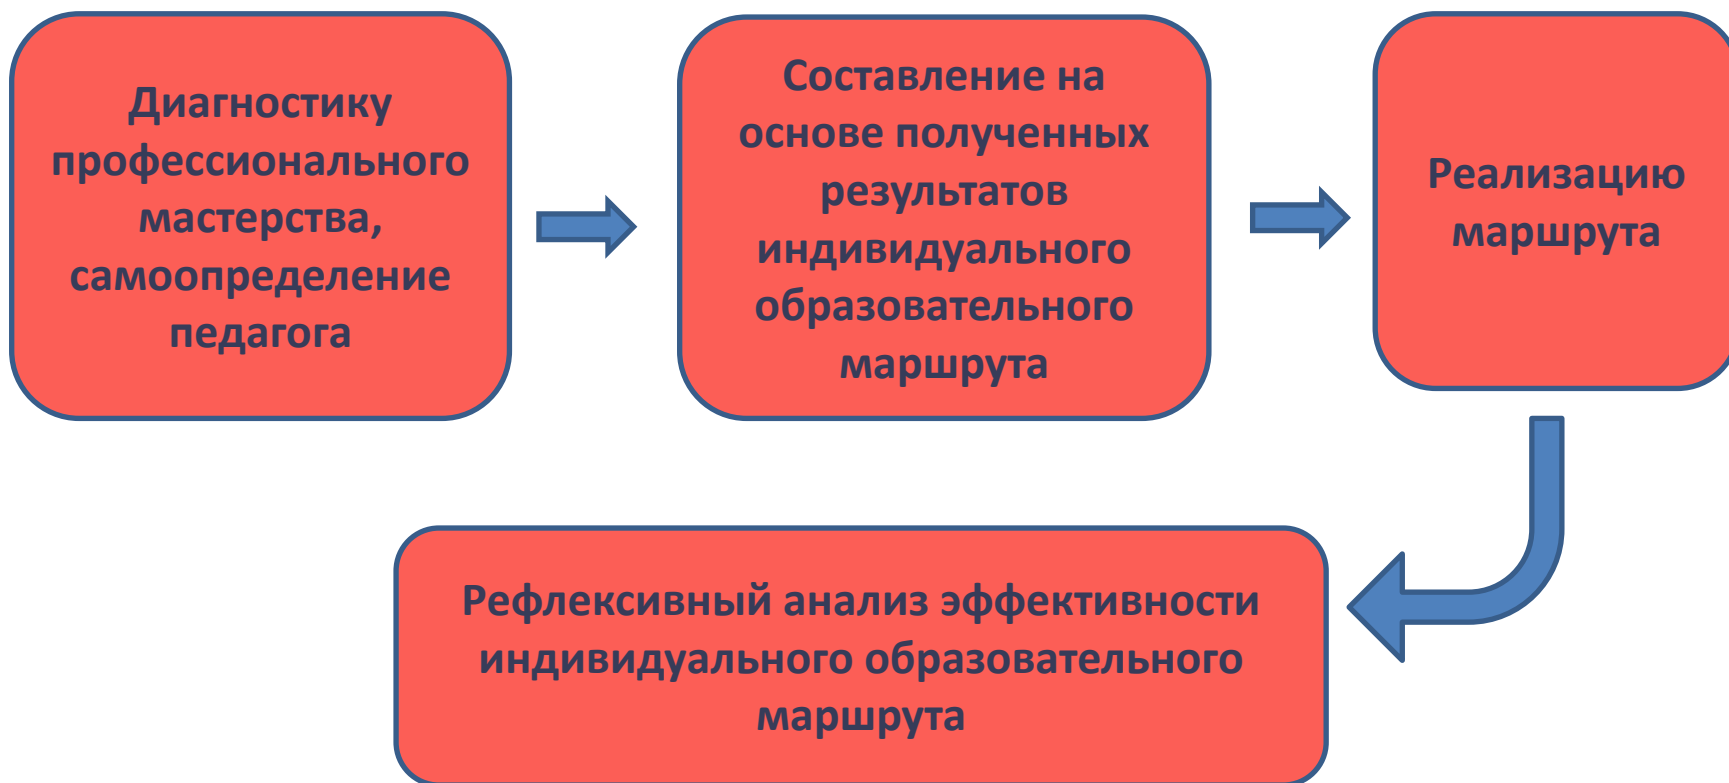 Диагностику
профессионального
мастерства,
самоопределение
педагога
Составление на
основе полученных
результатов
индивидуального
образовательного
маршрута
Реализацию
маршрута
Рефлексивный анализ эффективности
индивидуального образовательного
маршрута